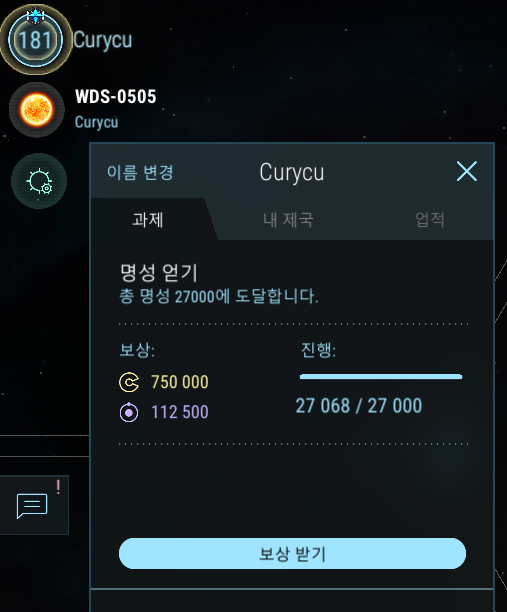 181 Curycu
WDS-0505
Curycu
이름 변경 Curycu
과제 내 제국 업적
명성 얻기
총 명성 27000에 도달합니다.
보상: 진행:
750 000
112 500 27 068 / 27 000
!
보상 받기